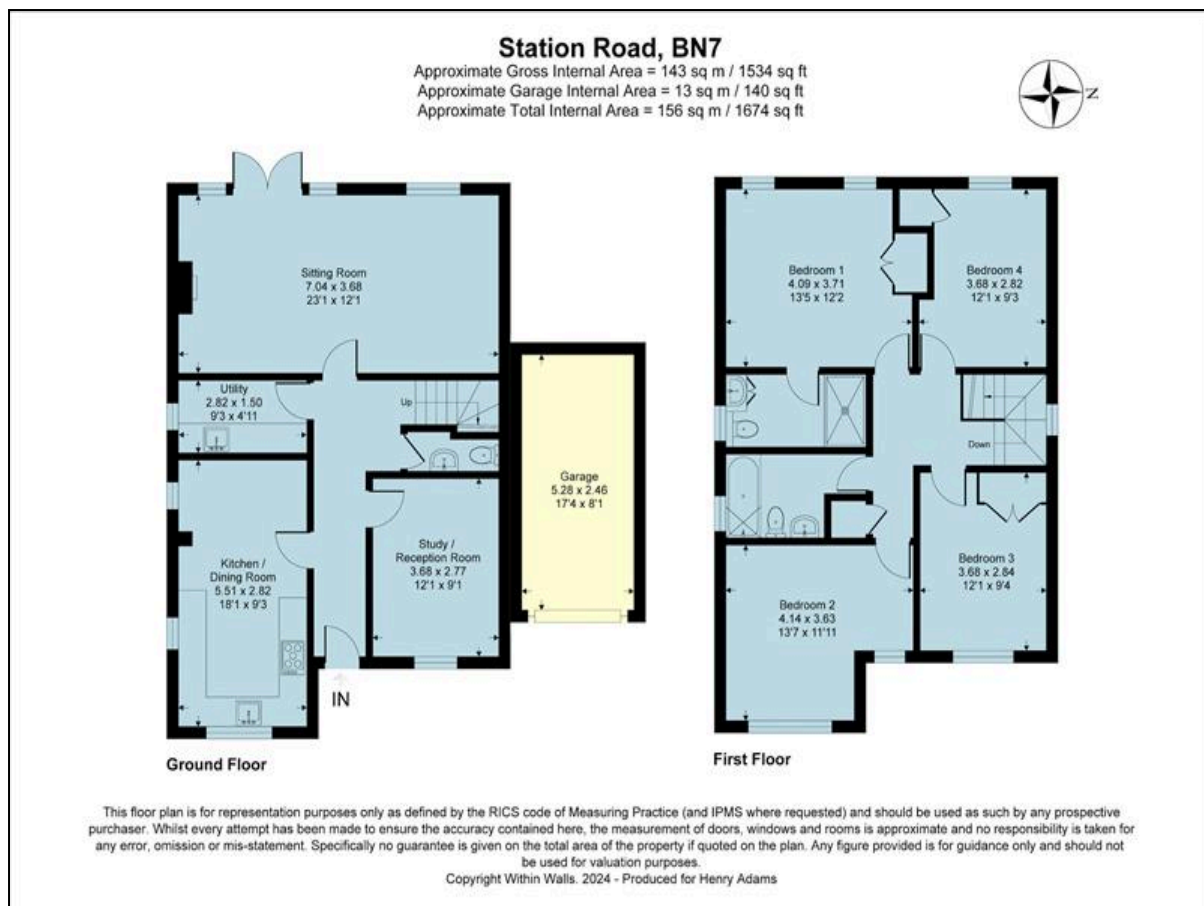 Station Road, BN7
Approximate Gross Internal Area = 143 sq m / 1534 sq ft
Approximate Garage Internal Area = 13 sq m / 140 sq ft
Approximate Total Internal Area = 156 sq m / 1674 sq ft
N
Sitting Room
7.04 x 3.68
23'1 x 12'1
Utility
2.82 x 1.50
9'3 x 4'11
Up
Kitchen /
Dining Room
5.51 x 2.82
18'1 x 9'3
Study /
Reception Room
3.68 x 2.77
12'1 x 9'1
IN
Garage
5.28 x 2.46
17'4 x 8'1
Ground Floor
Bedroom 1
4.09 x 3.71
13'5 x 12'2
Bedroom 4
3.68 x 2.82
12'1 x 9'3
Down
Bedroom 3
3.68 x 2.84
12'1 x 9'4
Bedroom 2
4.14 x 3.63
13'7 x 11'11
First Floor
This floor plan is for representation purposes only as defined by the RICS code of Measuring Practice (and IPMS where requested) and should be used as such by any prospective
purchaser. Whilst every attempt has been made to ensure the accuracy contained here, the measurement of doors, windows and rooms is approximate and no responsibility is taken for
any error, omission or mis-statement. Specifically no guarantee is given on the total area of the property if quoted on the plan. Any figure provided is for guidance only and should not
be used for valuation purposes.
Copyright Within Walls. 2024 - Produced for Henry Adams